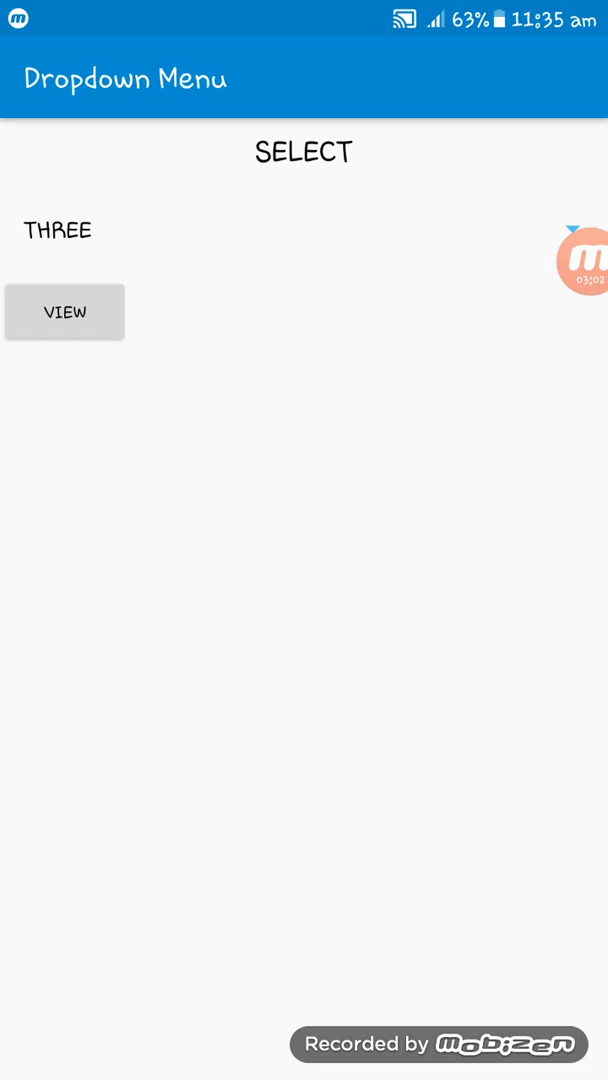 m 63% 11:35 am
Dropdown Menu
SELECT
THREE
m
03:02
VIEW
Recorded by mobizen